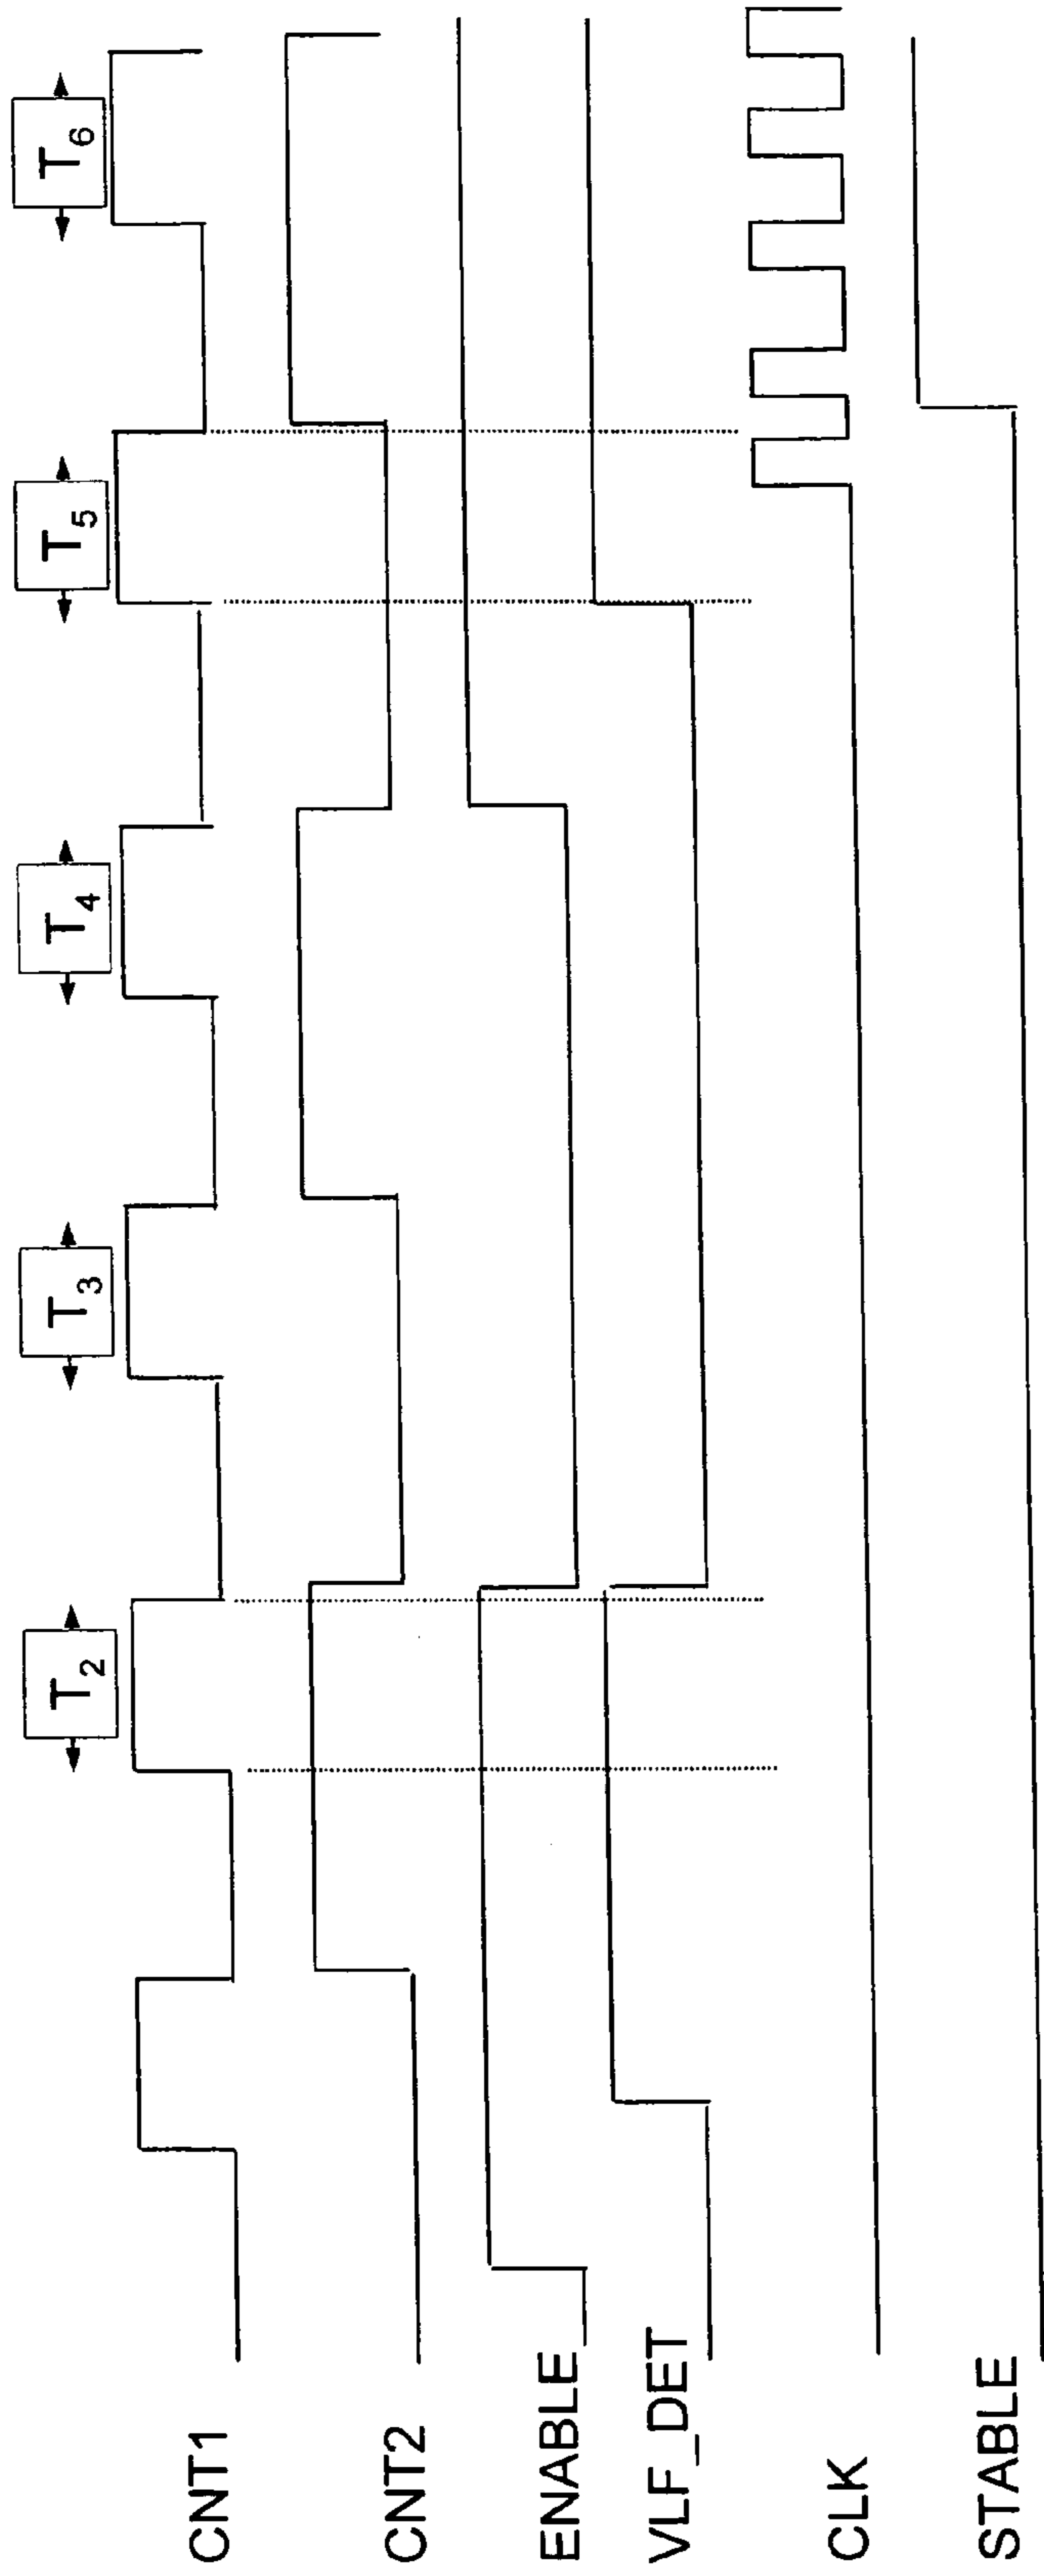 T2
T3
T4
T5
T6
CNT1
CNT2
ENABLE
VLF_DET
CLK
STABLE